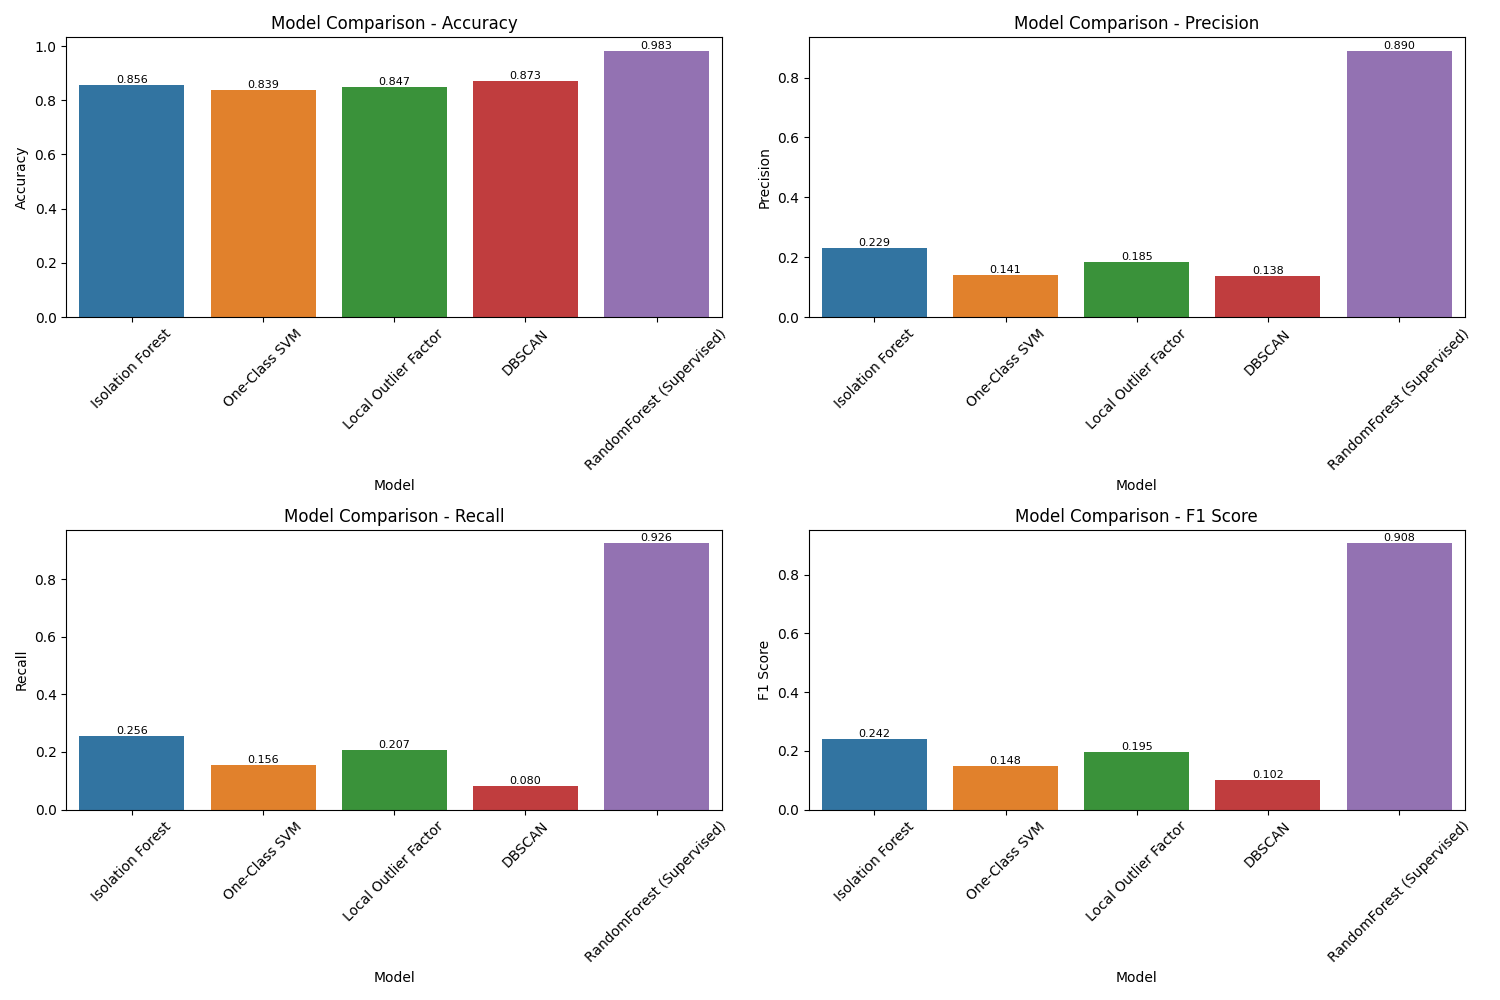 Model Comparison - Accuracy
Accuracy
1.0
0.8
0.6
0.4
0.2
0.0
0.856
0.839
0.847
0.873
0.983
Isolation Forest
One-Class SVM
Local Outlier Factor
DBSCAN
RandomForest (Supervised)
Model
Model Comparison - Precision
Precision
0.8
0.6
0.4
0.2
0.0
0.229
0.141
0.185
0.138
0.890
Isolation Forest
One-Class SVM
Local Outlier Factor
DBSCAN
RandomForest (Supervised)
Model
Model Comparison - Recall
Recall
0.8
0.6
0.4
0.2
0.0
0.256
0.156
0.207
0.080
0.926
Isolation Forest
One-Class SVM
Local Outlier Factor
DBSCAN
RandomForest (Supervised)
Model
Model Comparison - F1 Score
F1 Score
0.8
0.6
0.4
0.2
0.0
0.242
0.148
0.195
0.102
0.908
Isolation Forest
One-Class SVM
Local Outlier Factor
DBSCAN
RandomForest (Supervised)
Model